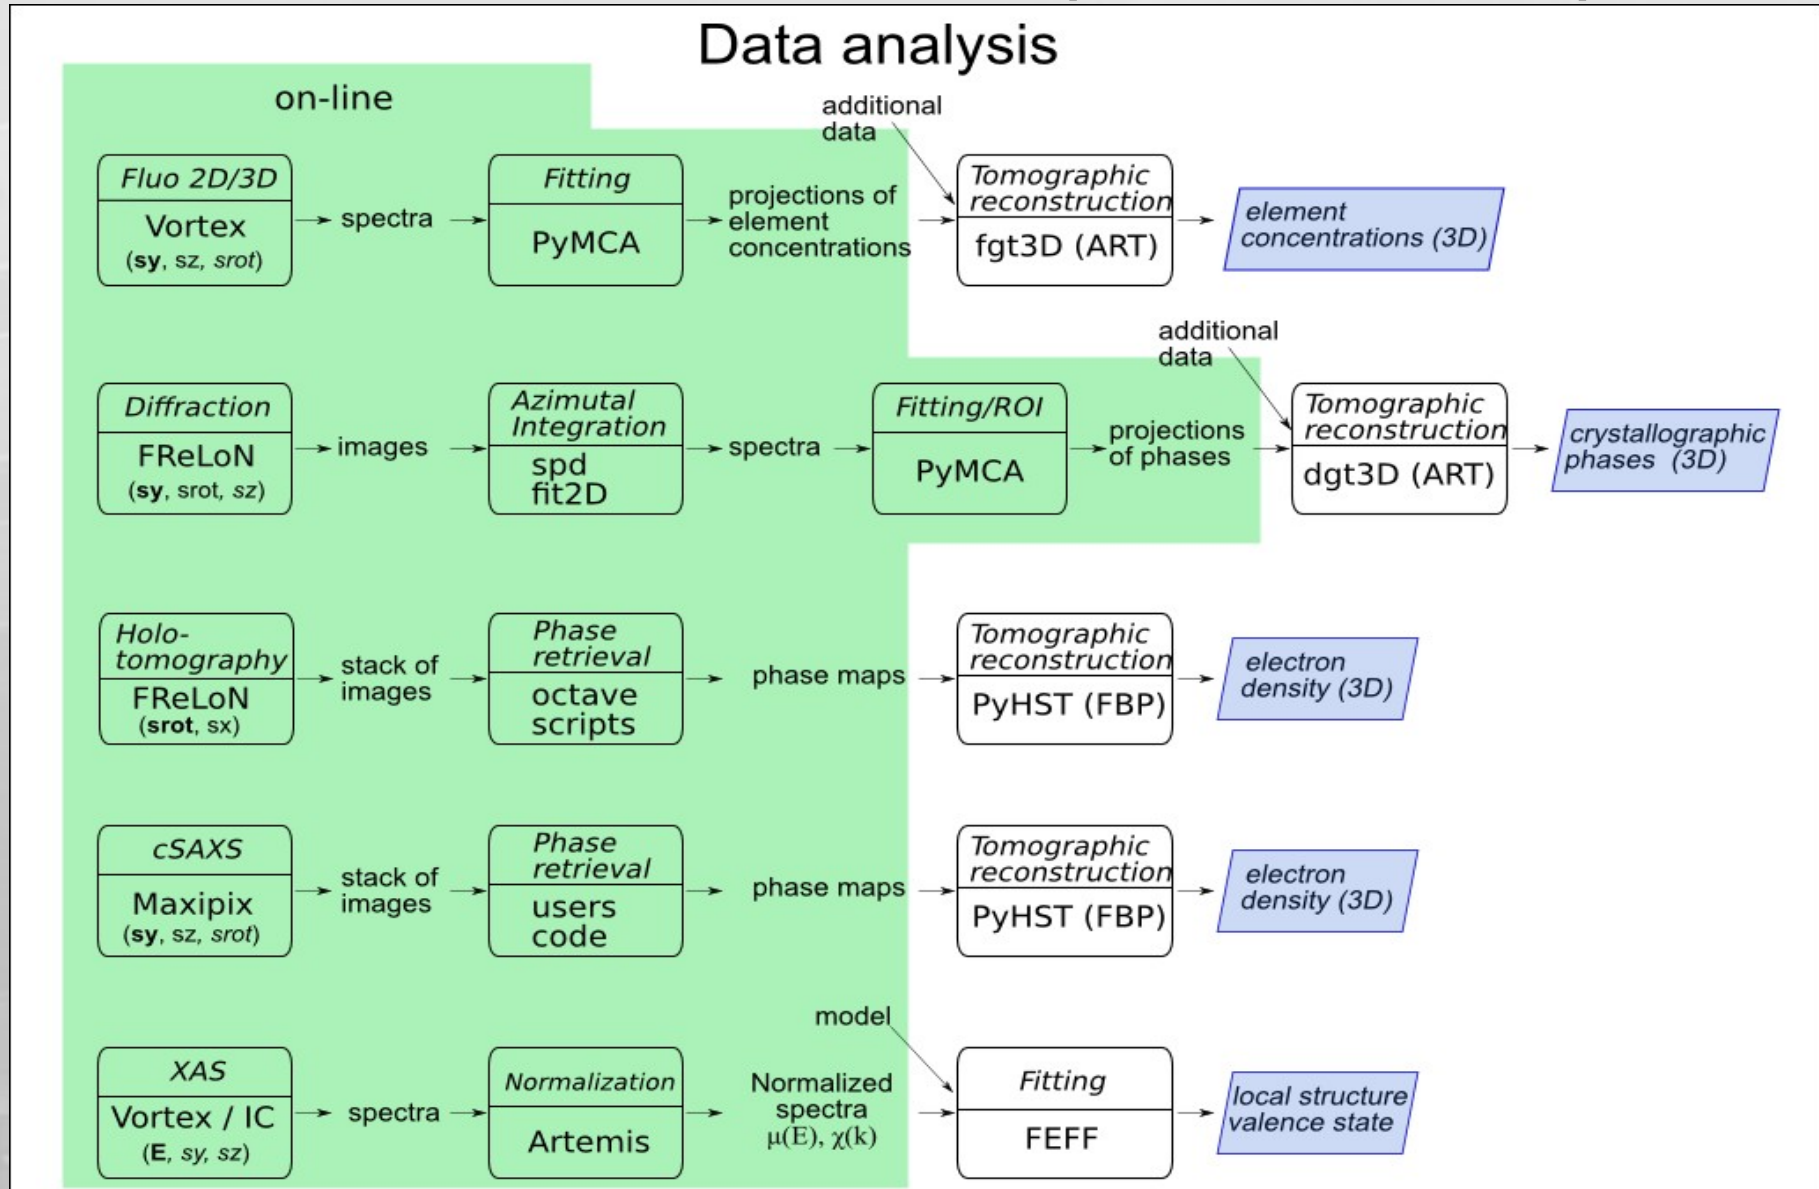 Data analysis
on-line
additional
data
Fluo 2D/3D
Vortex
(sy, sz, srot)
spectra
Fitting
PyMCA
projections of
element
concentrations
Tomographic
reconstruction
fgt3D (ART)
element
concentrations (3D)
additional
data
Diffraction
FReLoN
(sy, srot, sz)
images
Azimutal
Integration
spd
fit2D
spectra
Fitting/ROI
PyMCA
projections
of phases
Tomographic
reconstruction
dgt3D (ART)
crystallographic
phases (3D)
Holo-
tomography
FReLoN
(srot, sx)
stack of
images
Phase
retrieval
octave
scripts
phase maps
Tomographic
reconstruction
PyHST (FBP)
electron
density (3D)
cSAXS
Maxipix
(sy, sz, srot)
stack of
images
Phase
retrieval
users
code
phase maps
Tomographic
reconstruction
PyHST (FBP)
electron
density (3D)
model
XAS
Vortex / IC
(E, sy, sz)
spectra
Normalization
Artemis
Normalized
spectra
μ(E), χ(k)
Fitting
FEFF
local structure
valence state